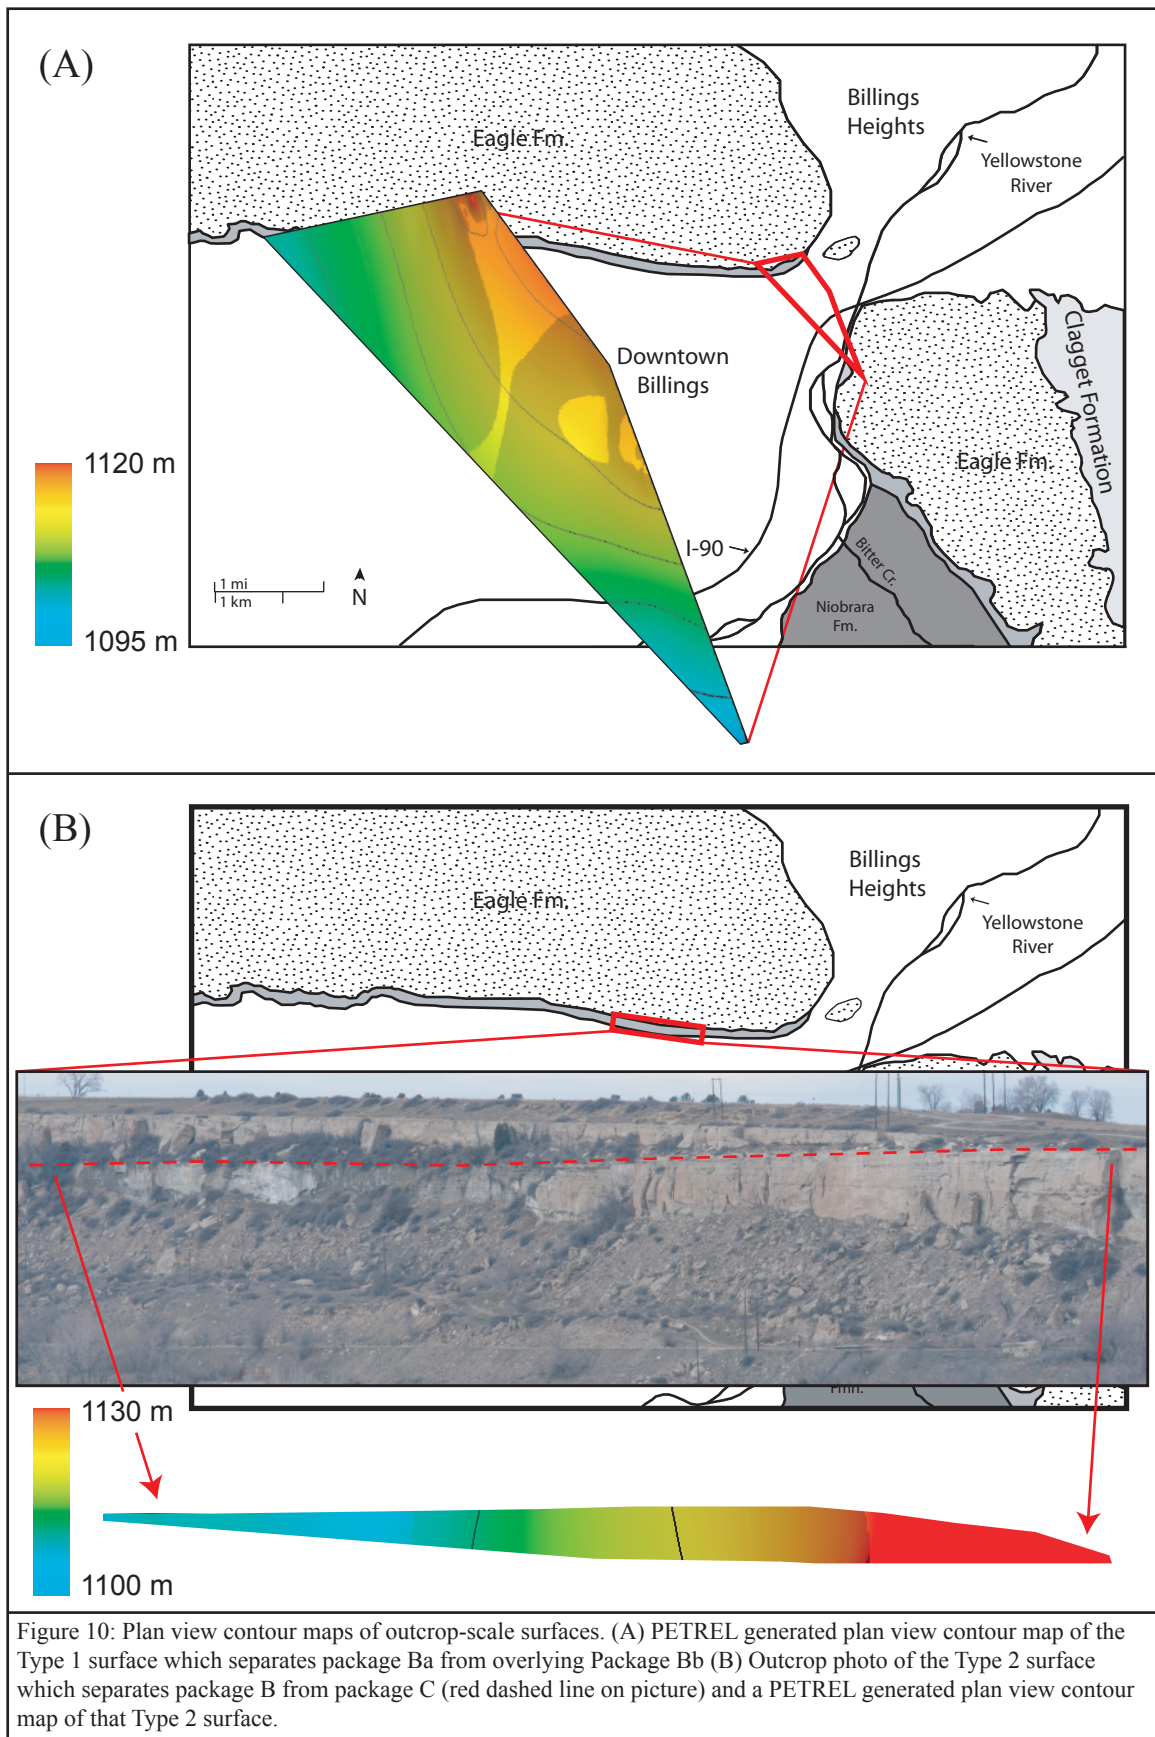 (A)
Billings
Heights
Eagle Fm.
Yellowstone
River
Downtown
Billings
Clagget Formation
Eagle Fm.
1120 m
I-90
Bitter Cr.
1 mi
1 km
N
Niobrara
Fm.
1095 m
(B)
Billings
Heights
Eagle Fm.
Yellowstone
River
1130 m
1100 m
Figure 10: Plan view contour maps of outcrop-scale surfaces. (A) PETREL generated plan view contour map of the
Type 1 surface which separates package Ba from overlying Package Bb (B) Outcrop photo of the Type 2 surface
which separates package B from package C (red dashed line on picture) and a PETREL generated plan view contour
map of that Type 2 surface.